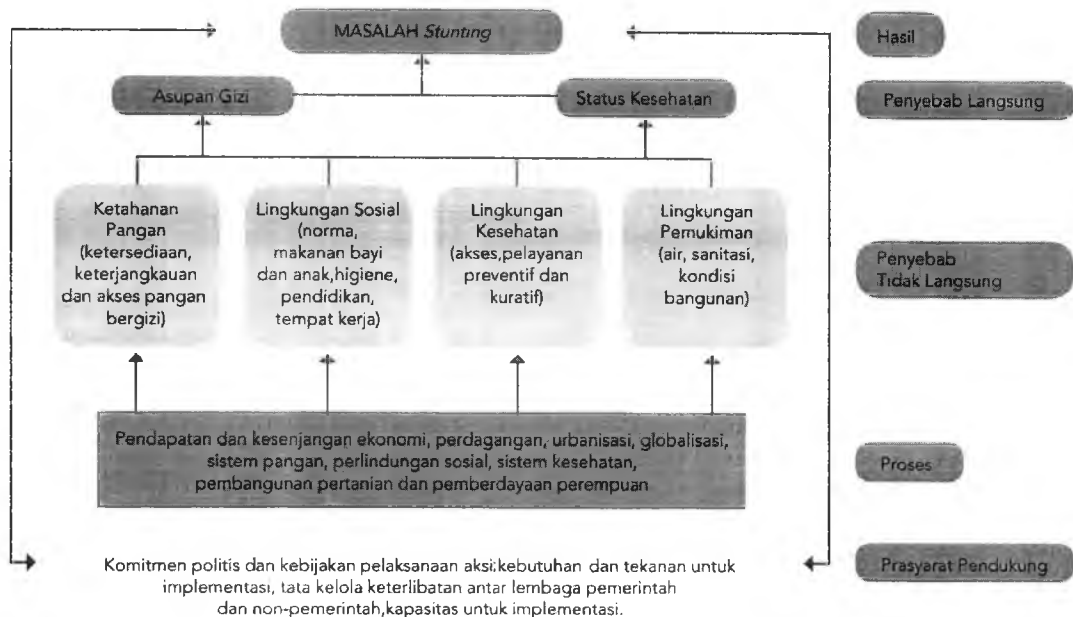 MASALAH Stunting
Hasil
Asupan Gizi
Status Kesehatan
Penyebab Langsung
Ketahanan
Pangan
(ketersediaan,
keterjangkauan
dan akses pangan
bergizi)
Lingkungan Sosial
(norma,
makanan bayi
dan anak,higiene,
pendidikan,
tempat kerja)
Lingkungan
Kesehatan
(akses,pelayanan
preventif dan
kuratif)
Lingkungan
Pemukiman
(air, sanitasi,
kondisi
bangunan)
Penyebab
Tidak Langsung
Pendapatan dan kesenjangan ekonomi, perdagangan, urbanisasi, globalisasi,
sistem pangan, perlindungan sosial, sistem kesehatan,
pembangunan pertanian dan pemberdayaan perempuan
Proses
Komitmen politis dan kebijakan pelaksanaan aksi:kebutuhan dan tekanan untuk
implementasi, tata kelola keterlibatan antar lembaga pemerintah
dan non-pemerintah,kapasitas untuk implementasi.
Prasyarat Pendukung